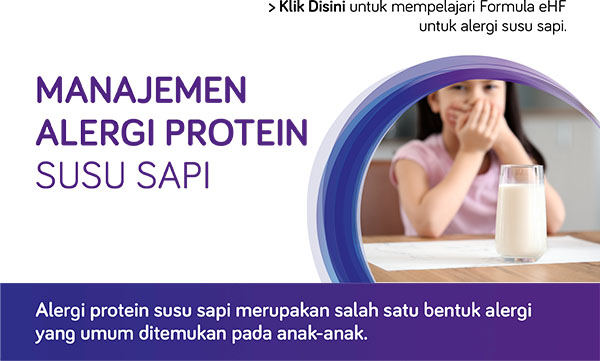 > Klik Disini untuk mempelajari Formula eHF
untuk alergi susu sapi.
MANAJEMEN
ALERGI PROTEIN
SUSU SAPI
Alergi protein susu sapi merupakan salah satu bentuk alergi
yang umum ditemukan pada anak-anak.